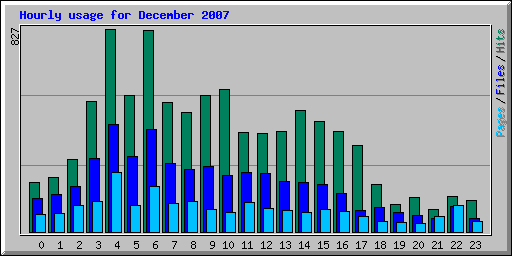 Hourly usage for December 2007
827
Pages/Files/Hits
0 1 2 3 4 5 6 7 8 9 10 11 12 13 14 15 16 17 18 19 20 21 22 23